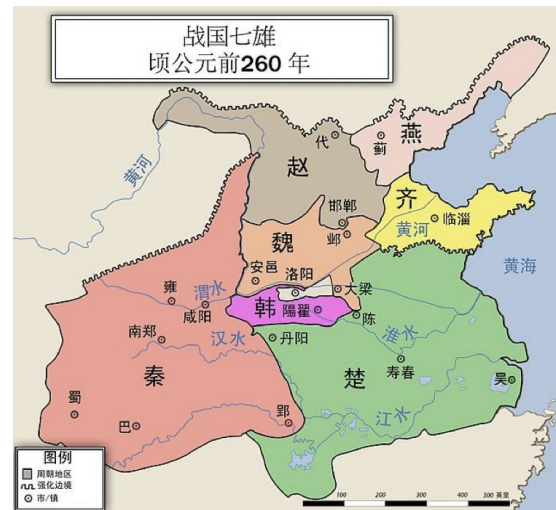 战国七雄
顷公元前260 年
燕
代
蓟
赵
黄河
齐
邯郸
临淄
邺
黄河
魏
安邑
洛阳
黄海
雍
渭水
大梁
咸阳
韩
陽翟
陈
南郑
汉水
丹阳
淮水
秦
楚
寿春
吴
蜀
巴
郢
江水
图例
周朝地区
强化边境
市/镇
100 200 300 400 500 英里